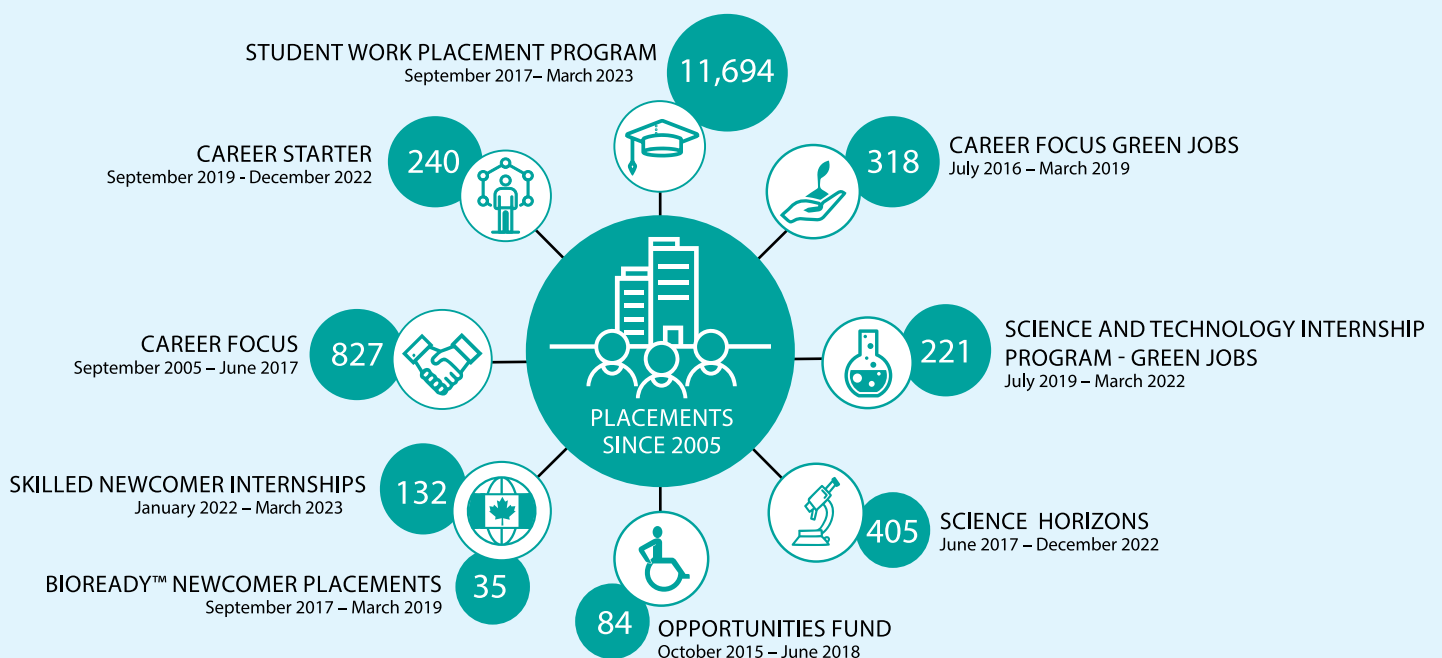 STUDENT WORK PLACEMENT PROGRAM
September 2017– March 2023
11,694
CAREER STARTER
September 2019 - December 2022
240
CAREER FOCUS GREEN JOBS
July 2016 – March 2019
318
CAREER FOCUS
September 2005 – June 2017
827
SCIENCE AND TECHNOLOGY INTERNSHIP
PROGRAM - GREEN JOBS
July 2019 – March 2022
221
PLACEMENTS
SINCE 2005
SKILLED NEWCOMER INTERNSHIPS
January 2022 – March 2023
132
SCIENCE HORIZONS
June 2017 – December 2022
405
BIOREADY™ NEWCOMER PLACEMENTS
September 2017 – March 2019
35
OPPORTUNITIES FUND
October 2015 – June 2018
84